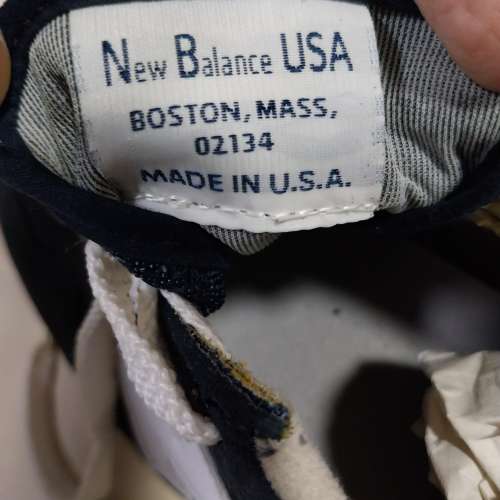 New Balance USA
BOSTON, MASS,
02134
MADE IN U.S.A.